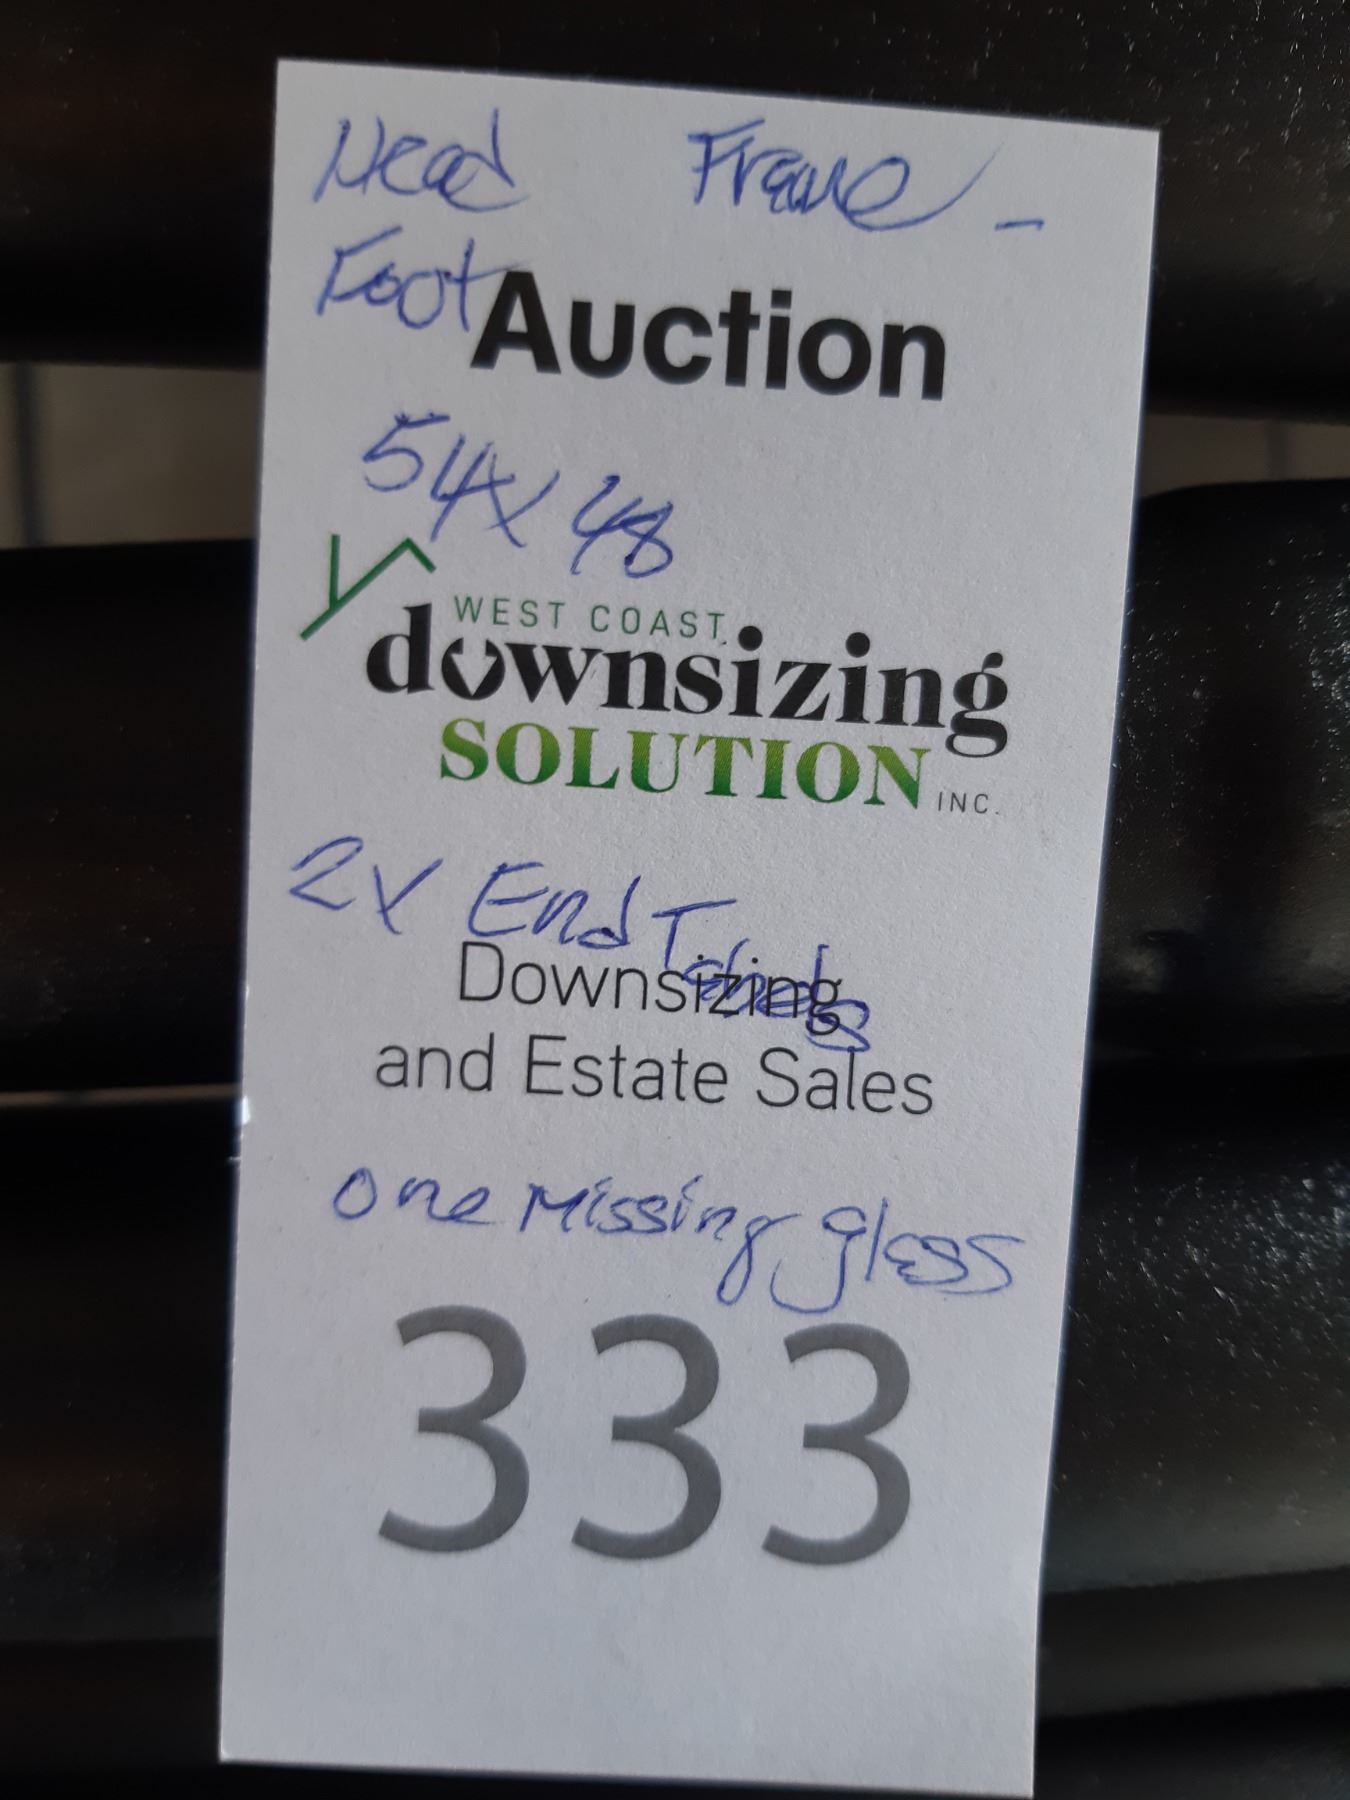 Head Frame -
Foot
Auction
54x48
WEST COAST
downsizing
SOLUTION INC.
2x End Tables
Downsizing
and Estate Sales
one Missing glass
333